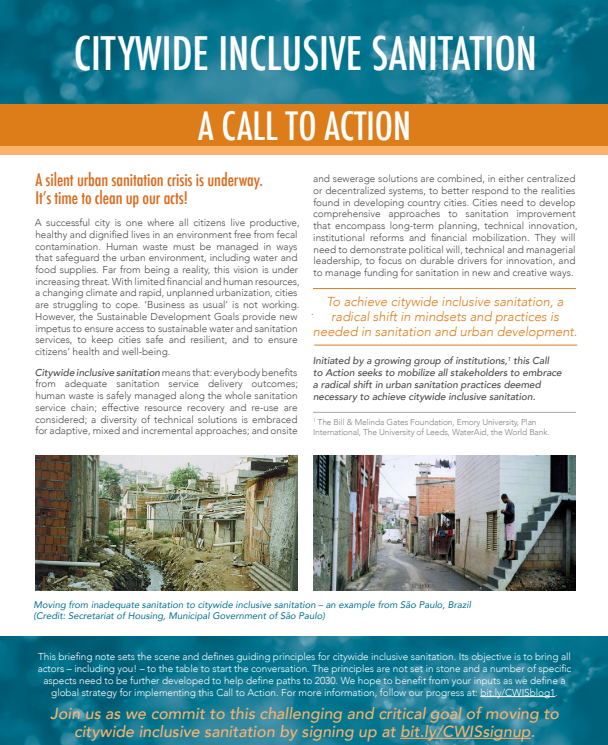 CITYWIDE INCLUSIVE SANITATION
A CALL TO ACTION
A silent urban sanitation crisis is underway.
It's time to clean up our acts!
A successful city is one where all citizens live productive,
healthy and dignified lives in an environment free from fecal
contamination. Human waste must be managed in ways
that safeguard the urban environment, including water and
food supplies. Far from being a reality, this vision is under
increasing threat. With limited financial and human resources,
a changing climate and rapid, unplanned urbanization, cities
are struggling to cope. 'Business as usual' is not working.
However, the Sustainable Development Goals provide new
impetus to ensure access to sustainable water and sanitation
services, to keep cities safe and resilient, and to ensure
citizens' health and well-being.
Citywide inclusive sanitation means that: everybody benefits
from adequate sanitation service delivery outcomes;
human waste is safely managed along the whole sanitation
service chain; effective resource recovery and re-use are
considered; a diversity of technical solutions is embraced
for adaptive, mixed and incremental approaches; and onsite
and sewerage solutions are combined, in either centralized
or decentralized systems, to better respond to the realities
found in developing country cities. Cities need to develop
comprehensive approaches to sanitation improvement
that encompass long-term planning, technical innovation,
institutional reforms and financial mobilization. They will
need to demonstrate political will, technical and managerial
leadership, to focus on durable drivers for innovation, and
to manage funding for sanitation in new and creative ways.
To achieve citywide inclusive sanitation, a
radical shift in mindsets and practices is
needed in sanitation and urban development.
Initiated by a growing group of institutions,¹ this Call
to Action seeks to mobilize all stakeholders to embrace
a radical shift in urban sanitation practices deemed
necessary to achieve citywide inclusive sanitation.
¹ The Bill & Melinda Gates Foundation, Emory University, Plan
International, The University of Leeds, WaterAid, the World Bank.
Moving from inadequate sanitation to citywide inclusive sanitation – an example from São Paulo, Brazil
(Credit: Secretariat of Housing, Municipal Government of São Paulo)
This briefing note sets the scene and defines guiding principles for citywide sanitation. Its objective is to bring all
actors – including you! – to the table to start the conversation. The principles are not set in stone and a number of specific
aspects need to be further developed to help define paths to 2030. We hope to benefit from your inputs as we define a
global strategy for implementing this Call to Action. For more information, follow our progress at: bit.ly/CWISblog1.
Join us as we commit to this challenging and critical goal of moving to
citywide inclusive sanitation by signing up at bit.ly/CWISsignup.